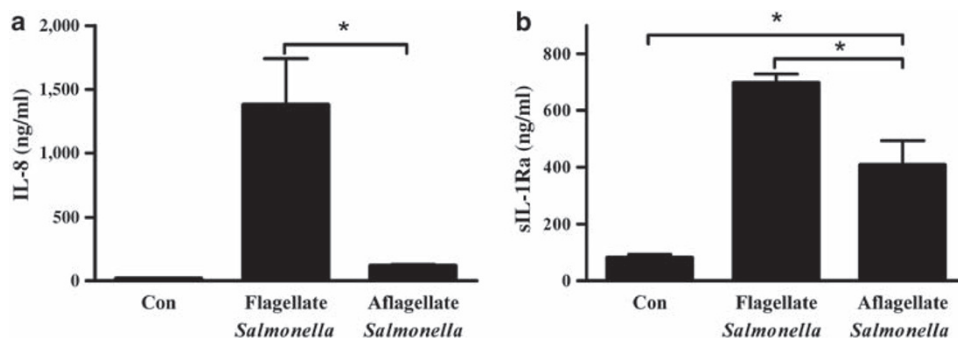 a
*
IL-8 (ng/ml)
2,000
1,500
1,000
500
0
Con
Flagellate
Salmonella
Aflagellate
Salmonella
b
*
*
sIL-1Ra (ng/ml)
800
600
400
200
0
Con
Flagellate
Salmonella
Aflagellate
Salmonella